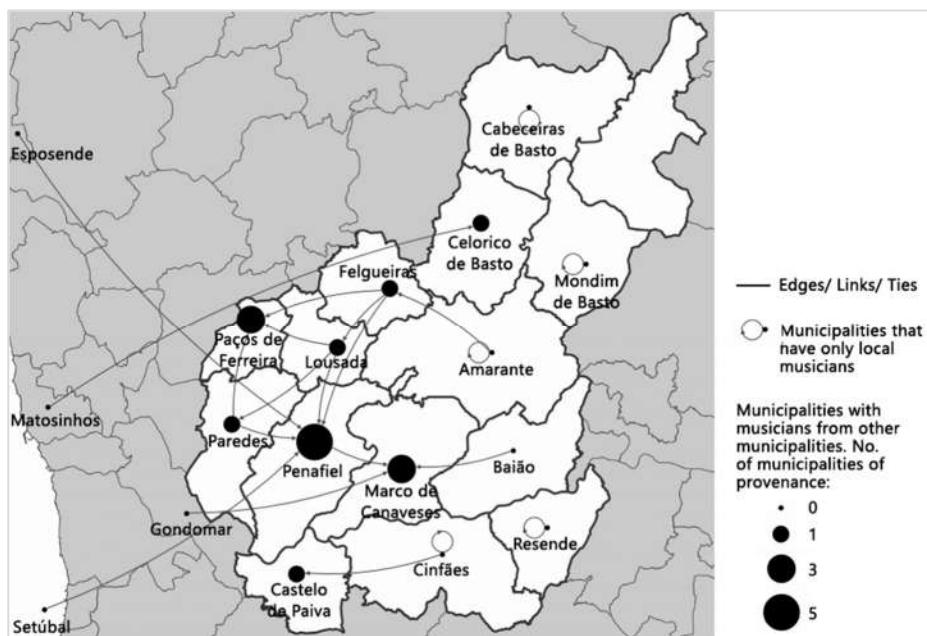 Esposende
Cabeceiras
de Basto
Celorico
de Basto
Felgueiras
Mondim
de Basto
Paços de
Ferreira
Lousada
Amarante
Matosinhos
Paredes
Penafiel
Baião
Marco de
Canaveses
Gondomar
Resende
Cinfães
Castelo
de Paiva
Setúbal
Edges/ Links/ Ties
Municipalities that
have only local
musicians
Municipalities with
musicians from other
municipalities. No.
of municipalities of
provenance:
0
1
3
5